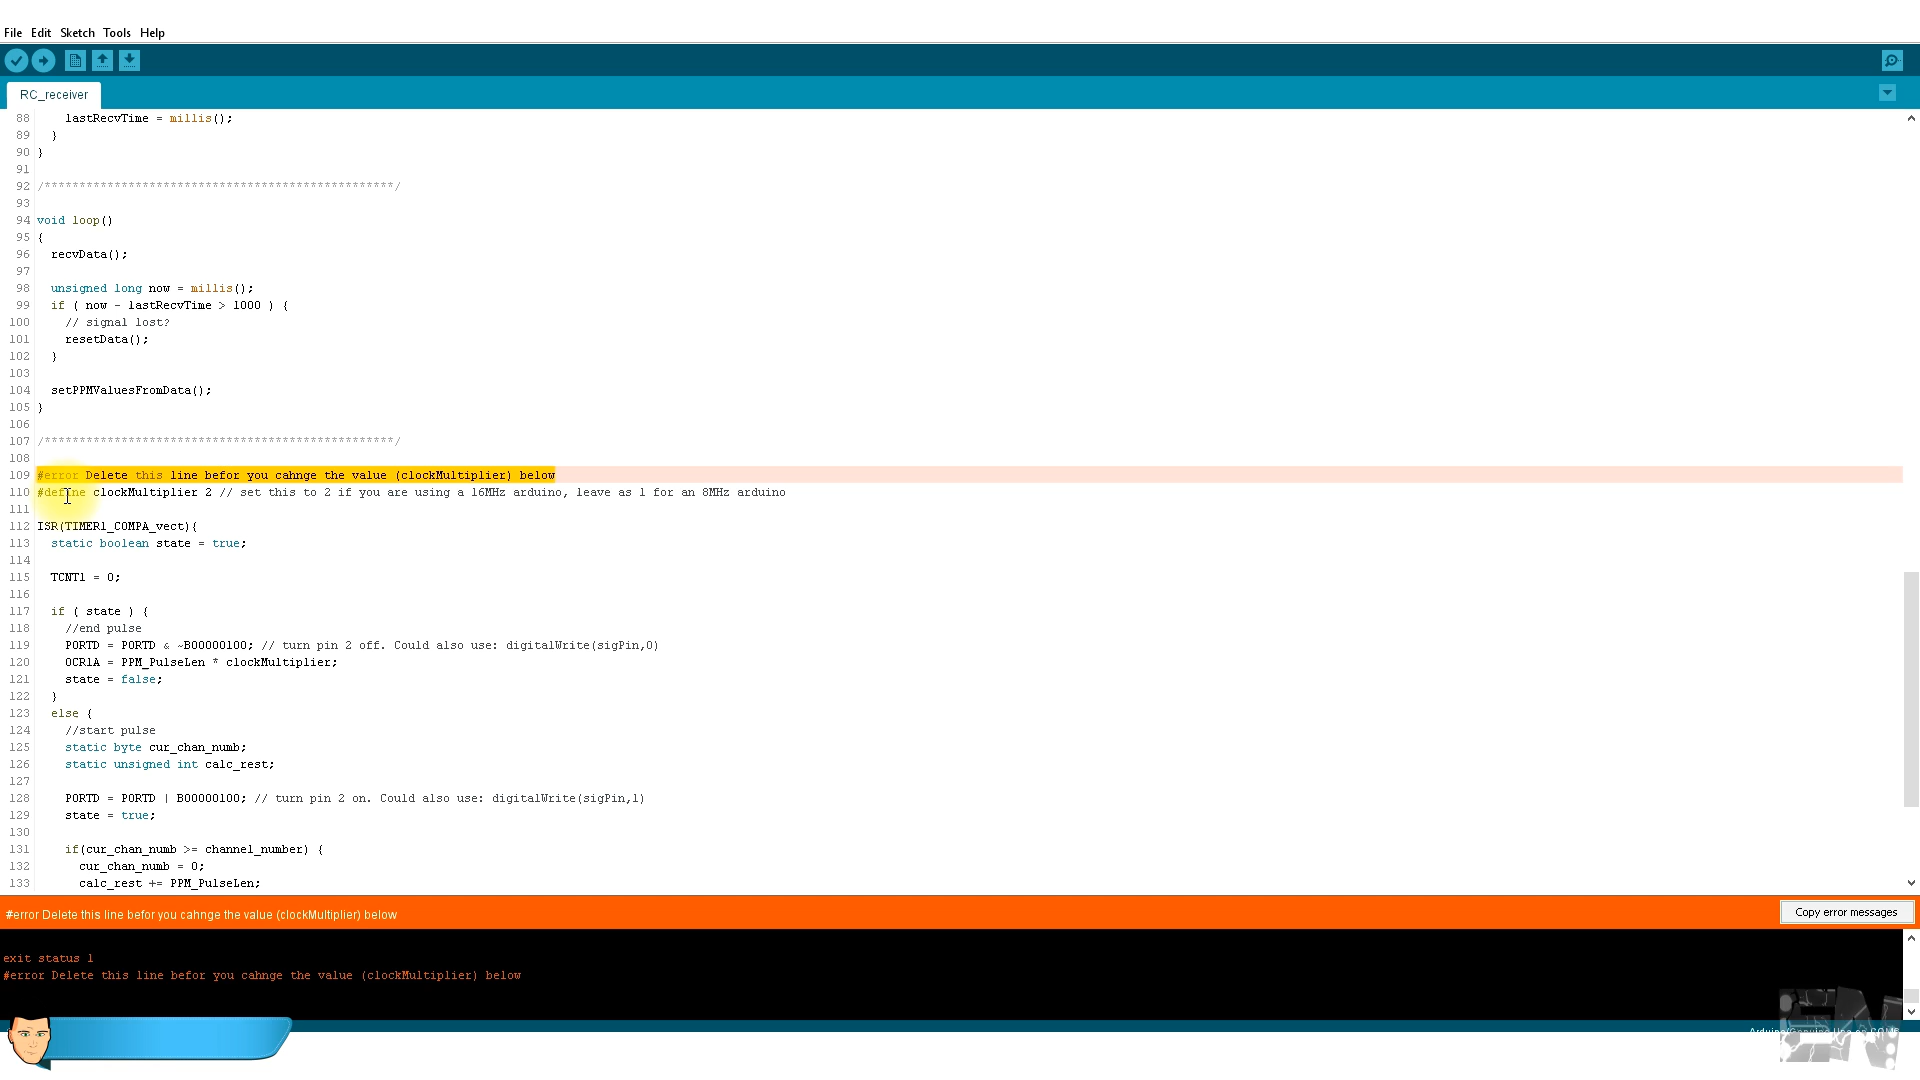 File Edit Sketch Tools Help
RC_receiver
88 lastRecvTime = millis();
89 }
90 }
91
92 /**************************************************/
93
94 void loop()
95 {
96 recvData();
97
98 unsigned long now = millis();
99 if ( now - lastRecvTime > 1000 ) {
100 // signal lost?
101 resetData();
102 }
103
104 setPPMValuesFromData();
105 }
106
107 /**************************************************/
108
109 #error Delete this line befor you cahnge the value (clockMultiplier) below
110 #define clockMultiplier 2 // set this to 2 if you are using a 16MHz arduino, leave as 1 for an 8MHz arduino
111
112 ISR(TIMER1_COMPA_vect){
113 static boolean state = true;
114
115 TCNT1 = 0;
116
117 if ( state ) {
118 //end pulse
119 PORTD = PORTD & ~B00000100; // turn pin 2 off. Could also use: digitalWrite(sigPin,0)
120 OCR1A = PPM_PulseLen * clockMultiplier;
121 state = false;
122 }
123 else {
124 //start pulse
125 static byte cur_chan_numb;
126 static unsigned int calc_rest;
127
128 PORTD = PORTD | B00000100; // turn pin 2 on. Could also use: digitalWrite(sigPin,1)
129 state = true;
130
131 if(cur_chan_numb >= channel_number) {
132 cur_chan_numb = 0;
133 calc_rest += PPM_PulseLen;
#error Delete this line befor you cahnge the value (clockMultiplier) below
Copy error messages
exit status 1
#error Delete this line befor you cahnge the value (clockMultiplier) below